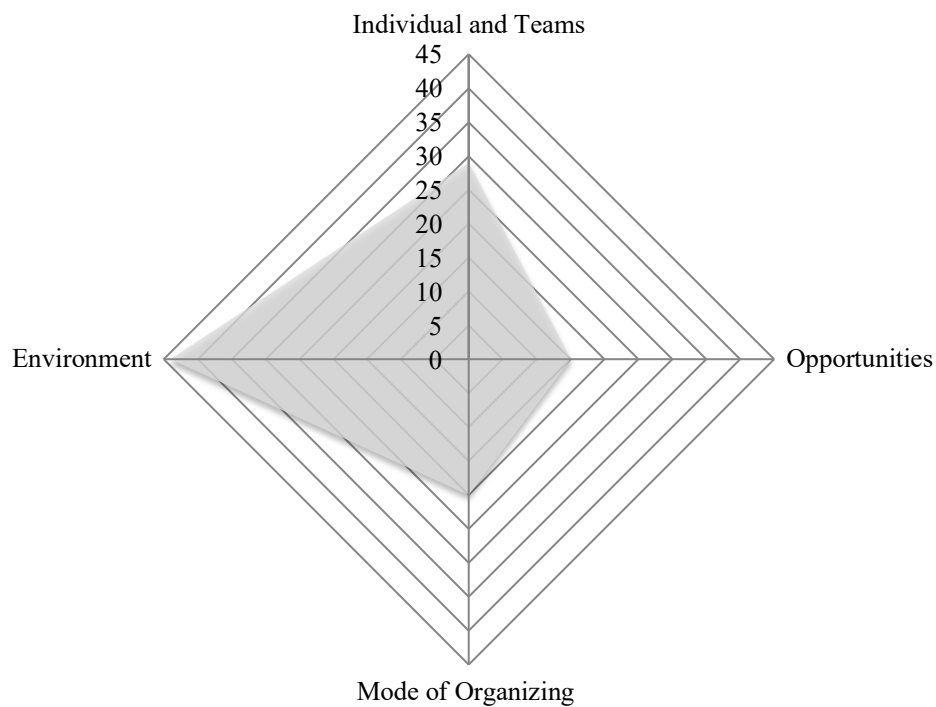 Individual and Teams
45
40
35
30
25
20
15
10
5
0
Environment
Opportunities
Mode of Organizing